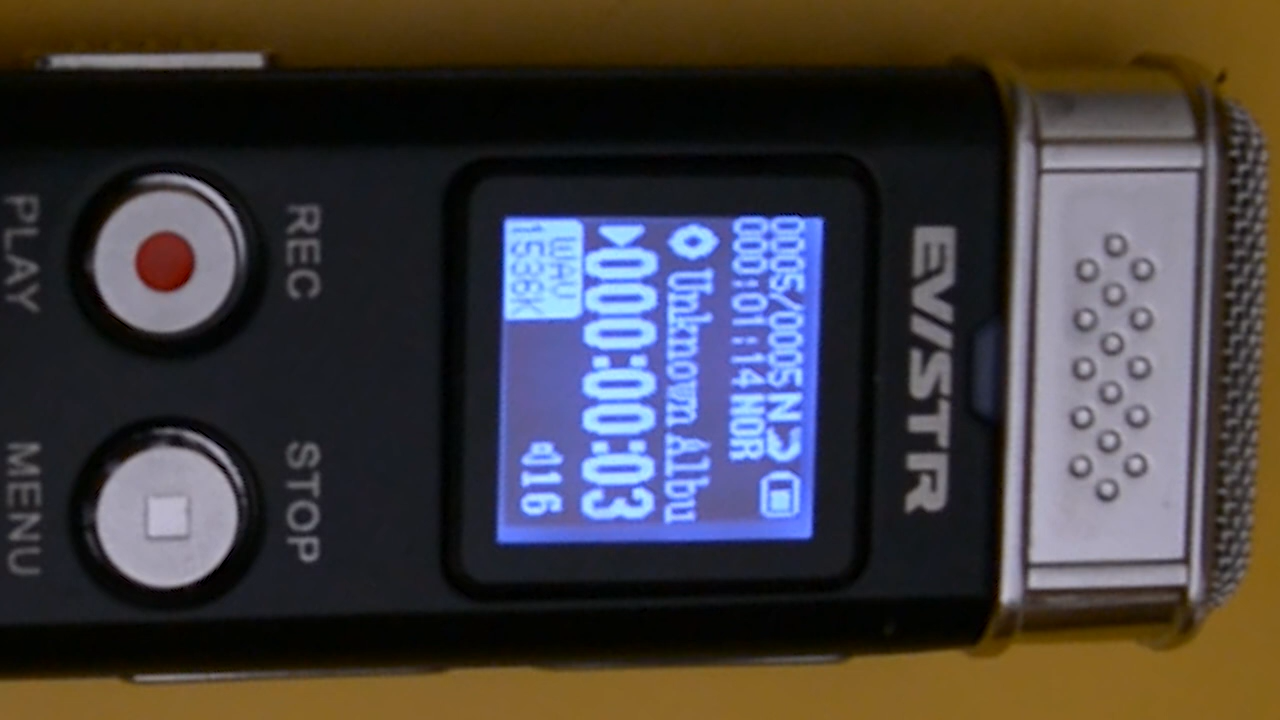 EVISTR
0005/0005 N
000:01:14 NOR
Unknown Albu
000:00:03
WAV
1536K
16
REC
STOP
PLAY
MENU